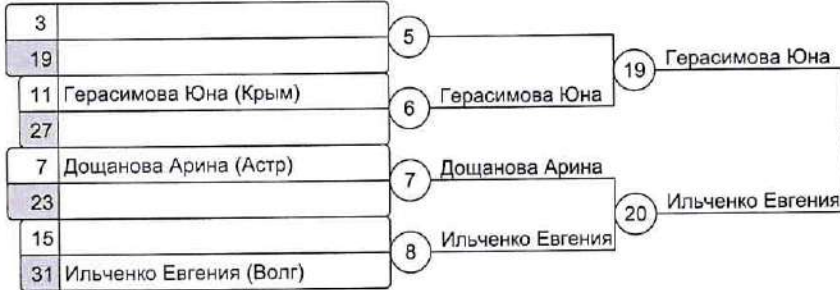 3
5
19
19 Герасимова Юна
11 Герасимова Юна (Крым)
6 Герасимова Юна
27
7 Дощанова Арина (Астр)
7 Дощанова Арина
23
20 Ильченко Евгения
15
8 Ильченко Евгения
31 Ильченко Евгения (Волг)